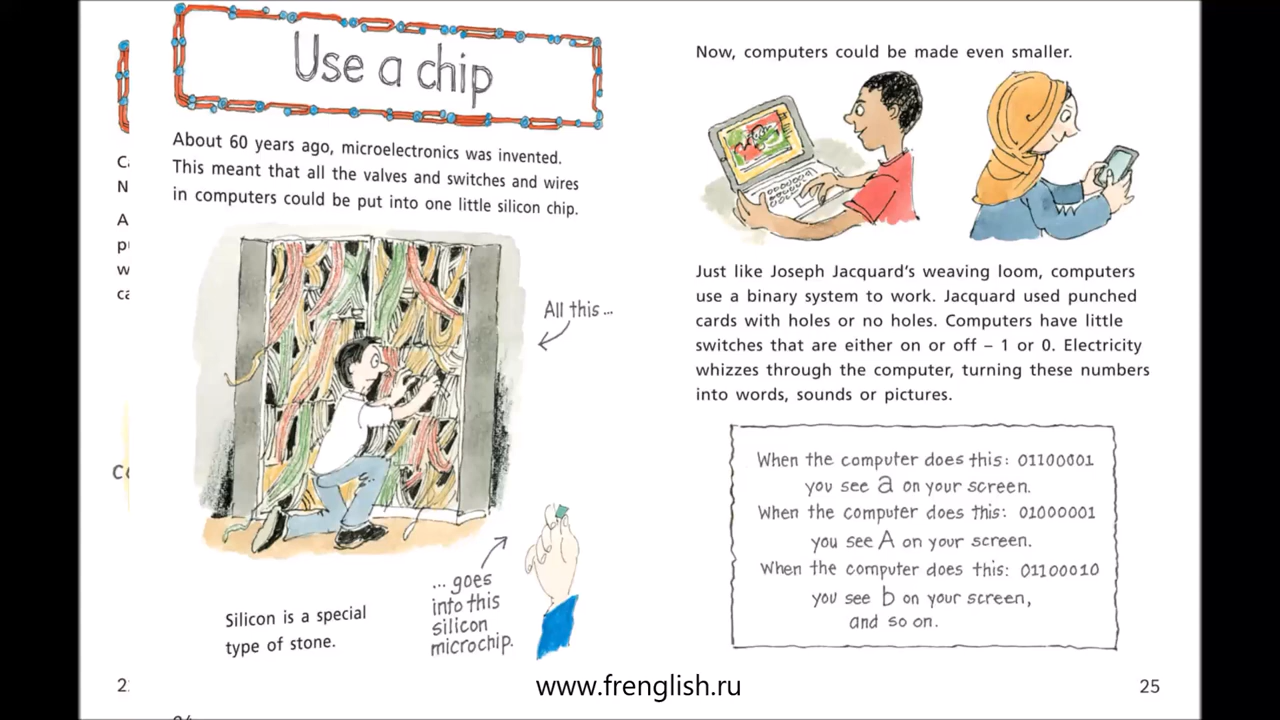 Use a chip
About 60 years ago, microelectronics was invented.
This meant that all the valves and switches and wires
in computers could be put into one little silicon chip.
All this ...
... goes
into this
silicon
microchip.
Silicon is a special
type of stone.
Now, computers could be made even smaller.
Just like Joseph Jacquard's weaving loom, computers
use a binary system to work. Jacquard used punched
cards with holes or no holes. Computers have little
switches that are either on or off – 1 or 0. Electricity
whizzes through the computer, turning these numbers
into words, sounds or pictures.
When the computer does this: 01100001
you see a on your screen.
When the computer does this: 01000001
you see A on your screen.
When the computer does this: 01100010
you see b on your screen,
and so on.
25
www.frenglish.ru